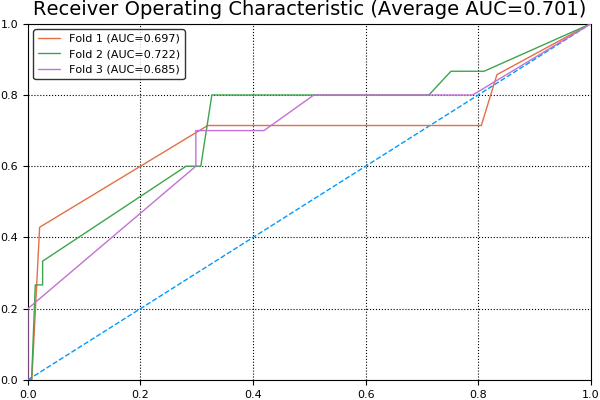 Receiver Operating Characteristic (Average AUC=0.701)
Fold 1 (AUC=0.697)
Fold 2 (AUC=0.722)
Fold 3 (AUC=0.685)
1.0
0.8
0.6
0.4
0.2
0.0
0.0 0.2 0.4 0.6 0.8 1.0